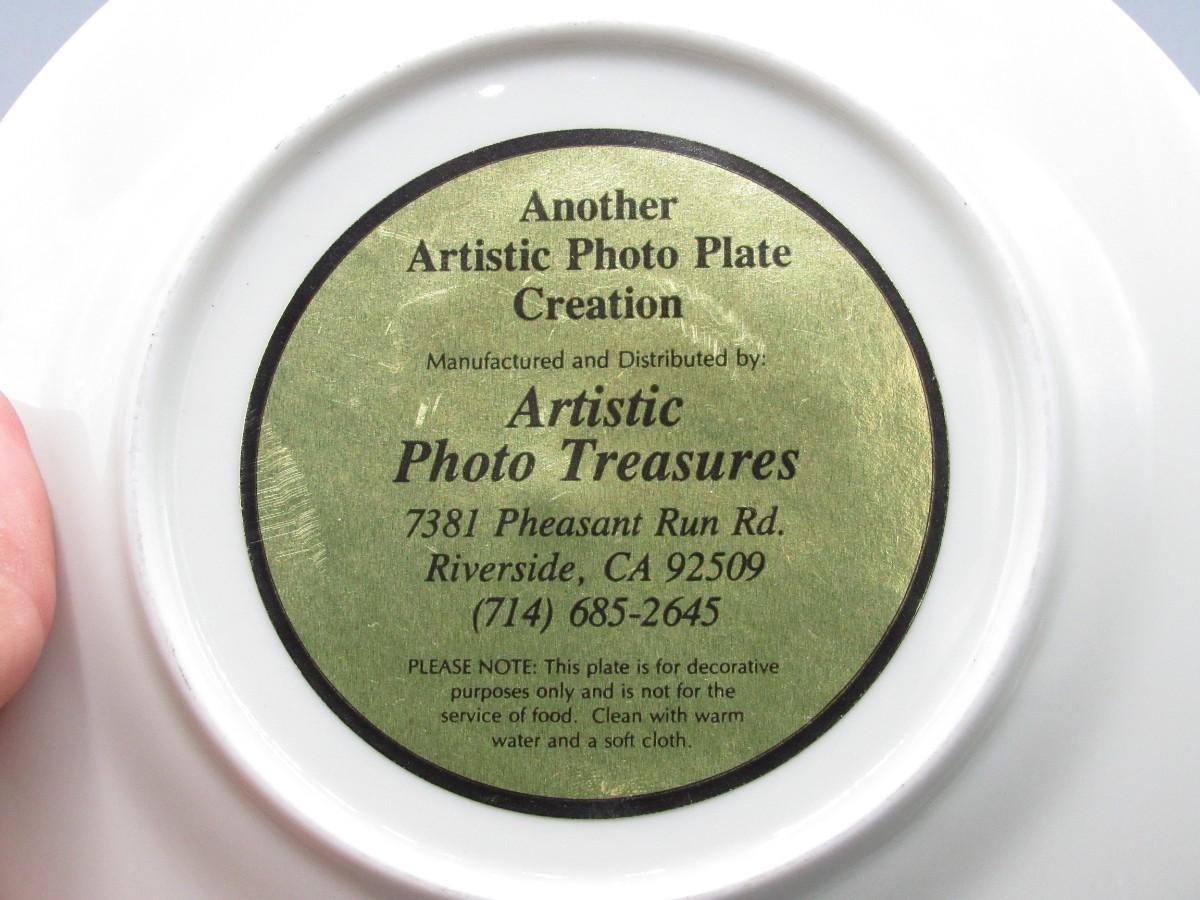 Another
Artistic Photo Plate
Creation
Manufactured and Distributed by:
Artistic
Photo Treasures
7381 Pheasant Run Rd.
Riverside, CA 92509
(714) 685-2645
PLEASE NOTE: This plate is for decorative
purposes only and is not for the
service of food. Clean with warm
water and a soft cloth.